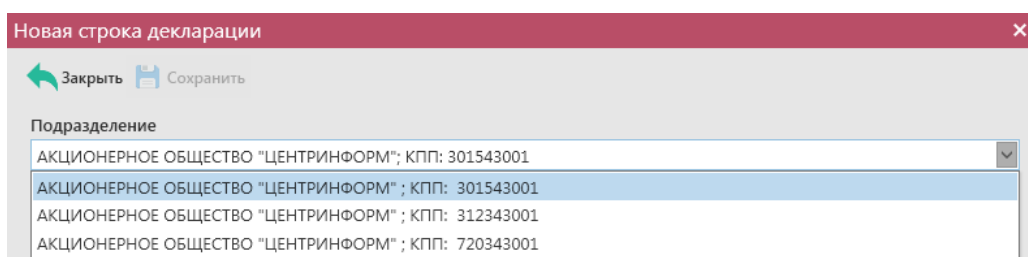 Новая строка декларации
Закрыть Сохранить
Подразделение
АКЦИОНЕРНОЕ ОБЩЕСТВО "ЦЕНТРИНФОРМ"; КПП: 301543001
АКЦИОНЕРНОЕ ОБЩЕСТВО "ЦЕНТРИНФОРМ" ; КПП: 301543001
АКЦИОНЕРНОЕ ОБЩЕСТВО "ЦЕНТРИНФОРМ" ; КПП: 312343001
АКЦИОНЕРНОЕ ОБЩЕСТВО "ЦЕНТРИНФОРМ" ; КПП: 720343001